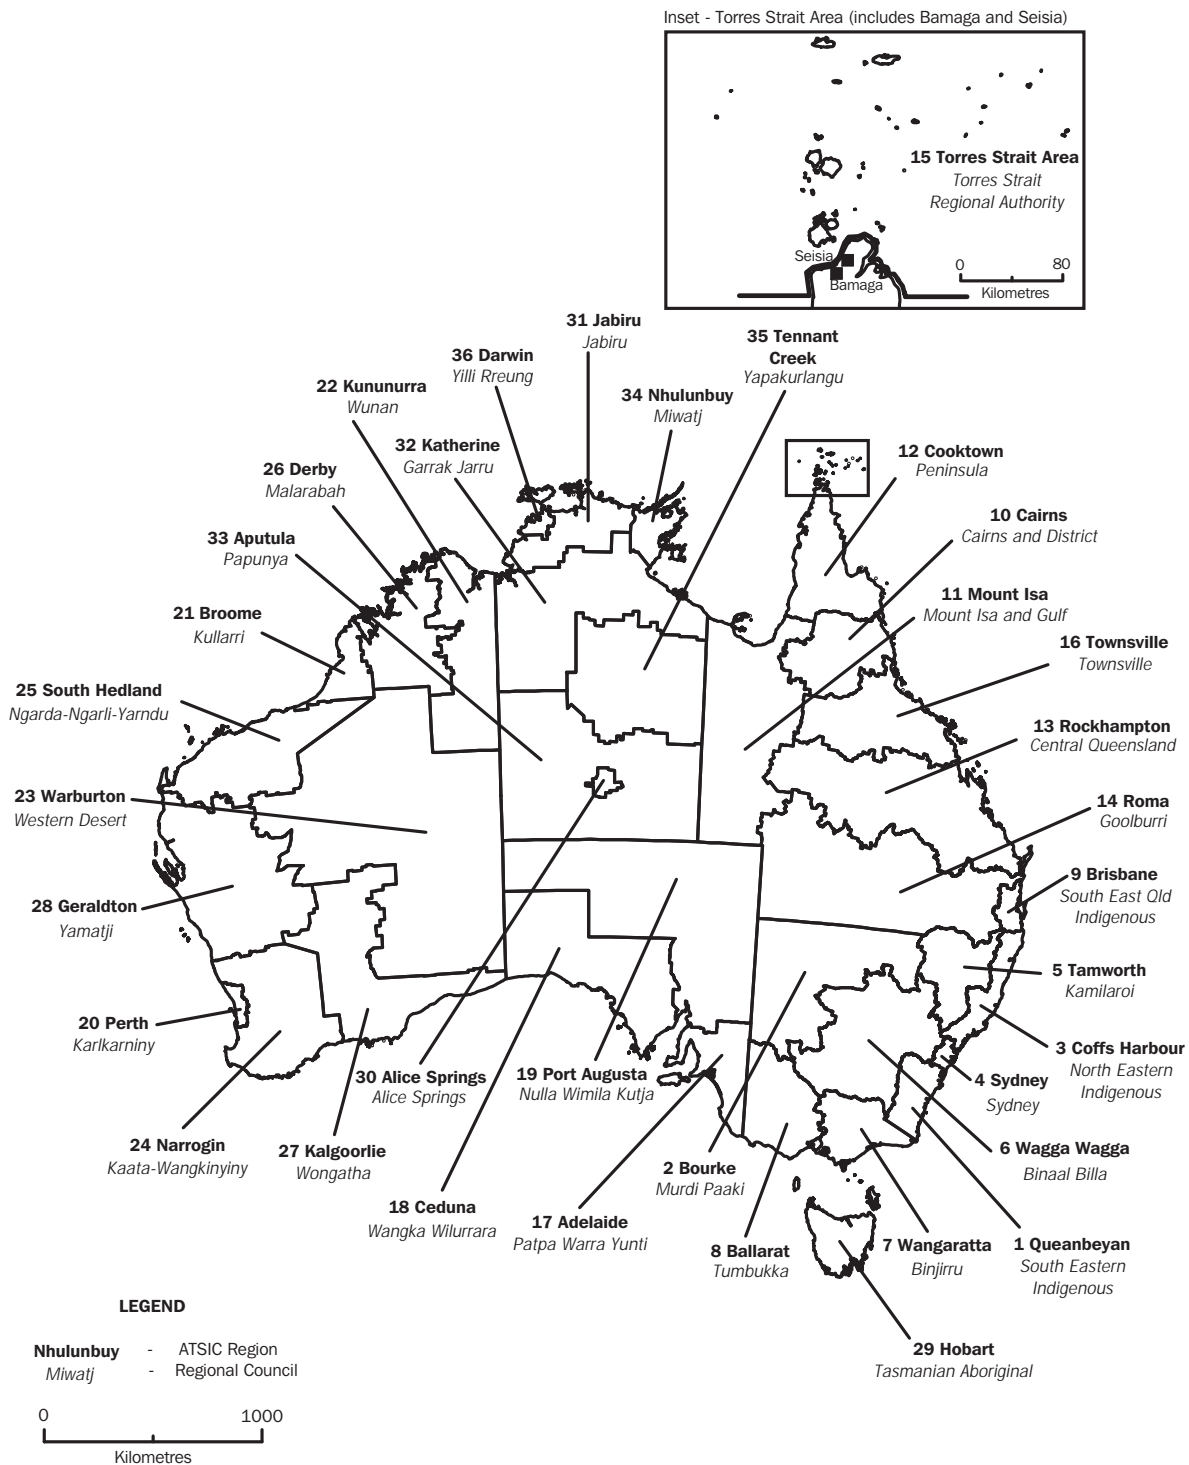 Inset - Torres Strait Area (includes Bamaga and Seisia)
15 Torres Strait Area
Torres Strait
Regional Authority
Seisia
Bamaga
0 80
Kilometres
31 Jabiru
Jabiru
35 Tennant
Creek
Yapakurlangu
36 Darwin
Yilli Rreung
22 Kununurra
Wunan
34 Nhulunbuy
Miwatj
32 Katherine
Garrak Jarru
12 Cooktown
Peninsula
26 Derby
Malarabah
10 Cairns
Cairns and District
33 Aputula
Papunya
11 Mount Isa
Mount Isa and Gulf
21 Broome
Kullarri
16 Townsville
Townsville
25 South Hedland
Ngarda-Ngarli-Yarndu
13 Rockhampton
Central Queensland
23 Warburton
Western Desert
14 Roma
Goolburri
9 Brisbane
South East Qld
Indigenous
28 Geraldton
Yamatji
5 Tamworth
Kamilaroi
20 Perth
Karlkarniny
3 Coffs Harbour
North Eastern
Indigenous
30 Alice Springs
Alice Springs
19 Port Augusta
Nulla Wimila Kutja
4 Sydney
Sydney
24 Narrogin
Kaata-Wangkinyiny
27 Kalgoorlie
Wongatha
6 Wagga Wagga
Binaal Billa
2 Bourke
Murdi Paaki
18 Ceduna
Wangka Wilurrara
17 Adelaide
Patpa Warra Yunti
8 Ballarat
Tumbukka
7 Wangaratta
Binjirru
1 Queanbeyan
South Eastern
Indigenous
29 Hobart
Tasmanian Aboriginal
LEGEND
Nhulunbuy - ATSIC Region
Miwatj - Regional Council
0 1000
Kilometres